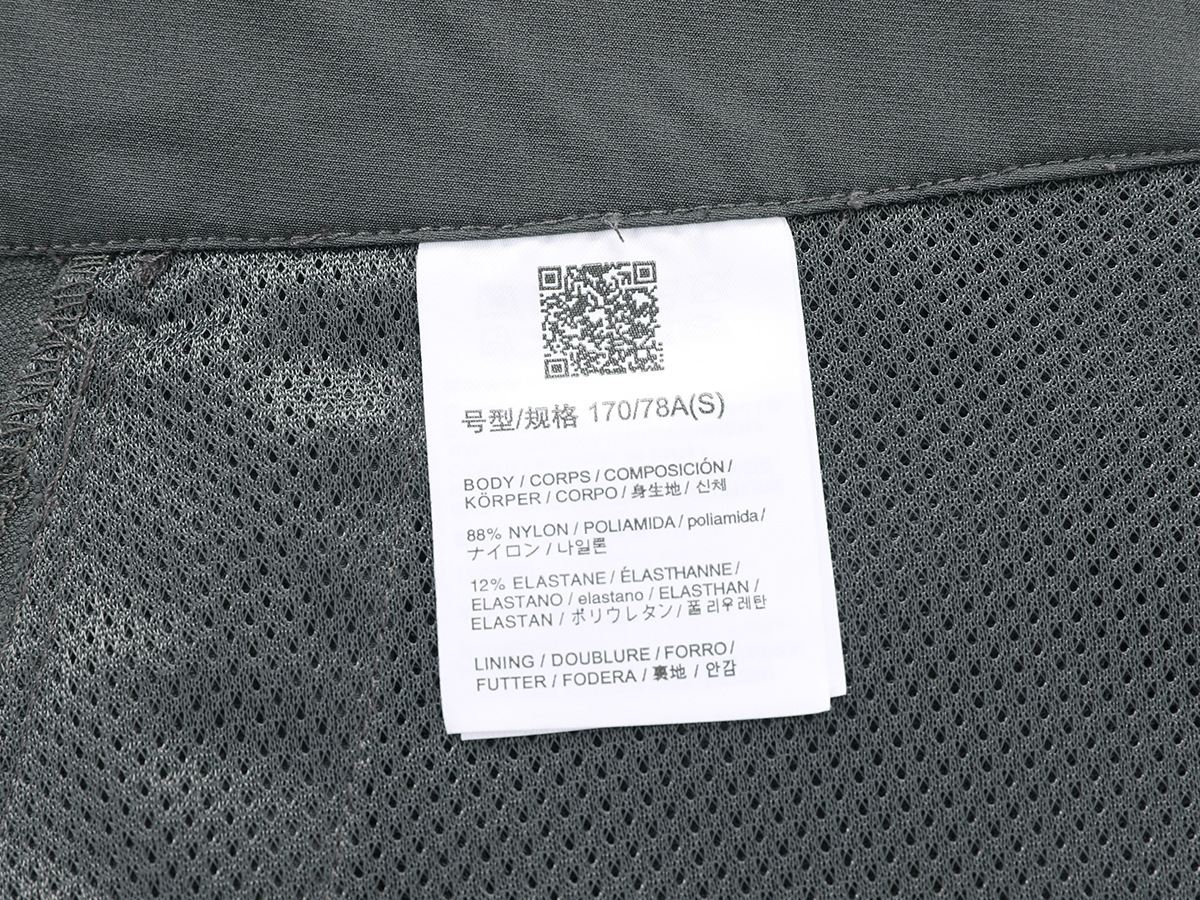 号型/规格 170/78A(S)
BODY / CORPS / COMPOSICIÓN /
KÖRPER / CORPO / 身生地 / 신체
88% NYLON / POLIAMIDA / poliamida /
ナイロン / 나일론
12% ELASTANE / ÉLASTHANNE /
ELASTANO / elastano / ELASTHAN /
ELASTAN / ポリウレタン / 폴리우레탄
LINING / DOUBLURE / FORRO /
FUTTER / FODERA / 裏地 / 안감